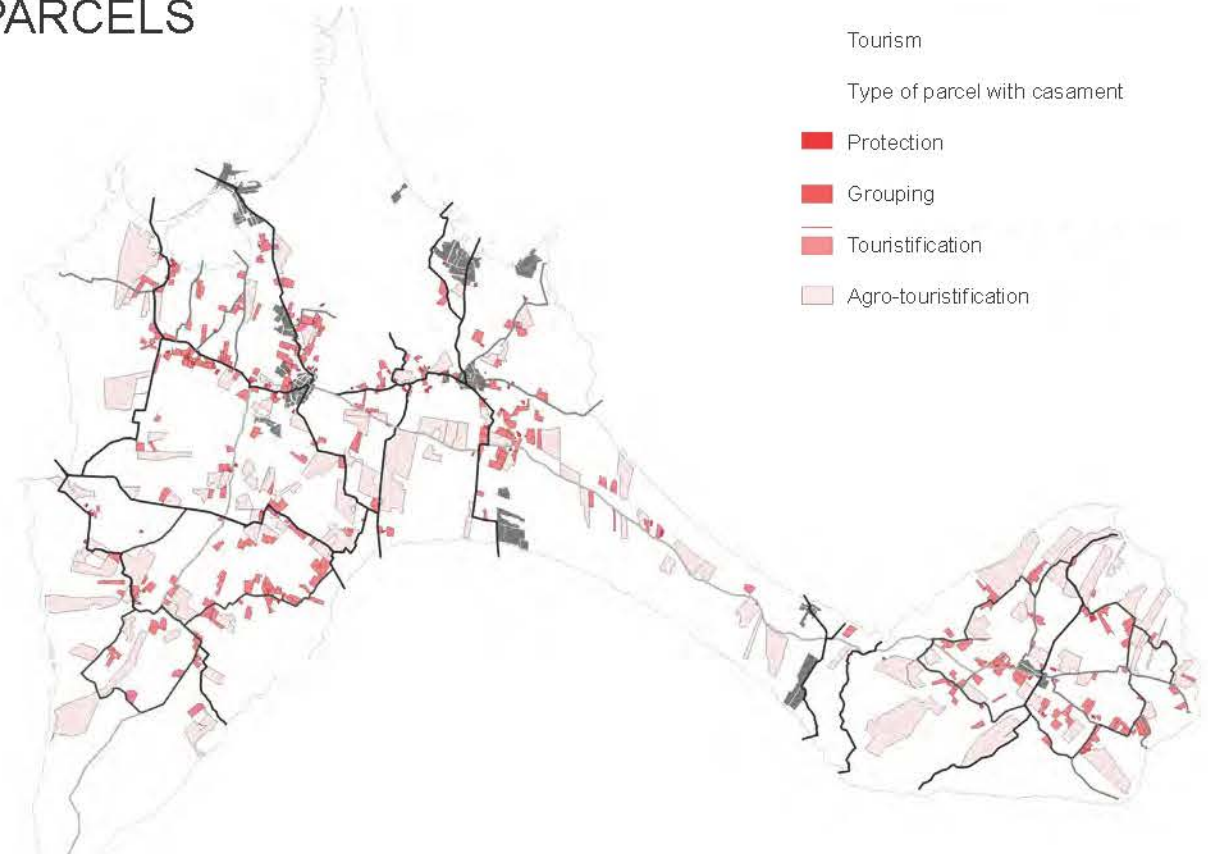 PARCELS
Tourism
Type of parcel with casament
Protection
Grouping
Touristification
Agro-touristification